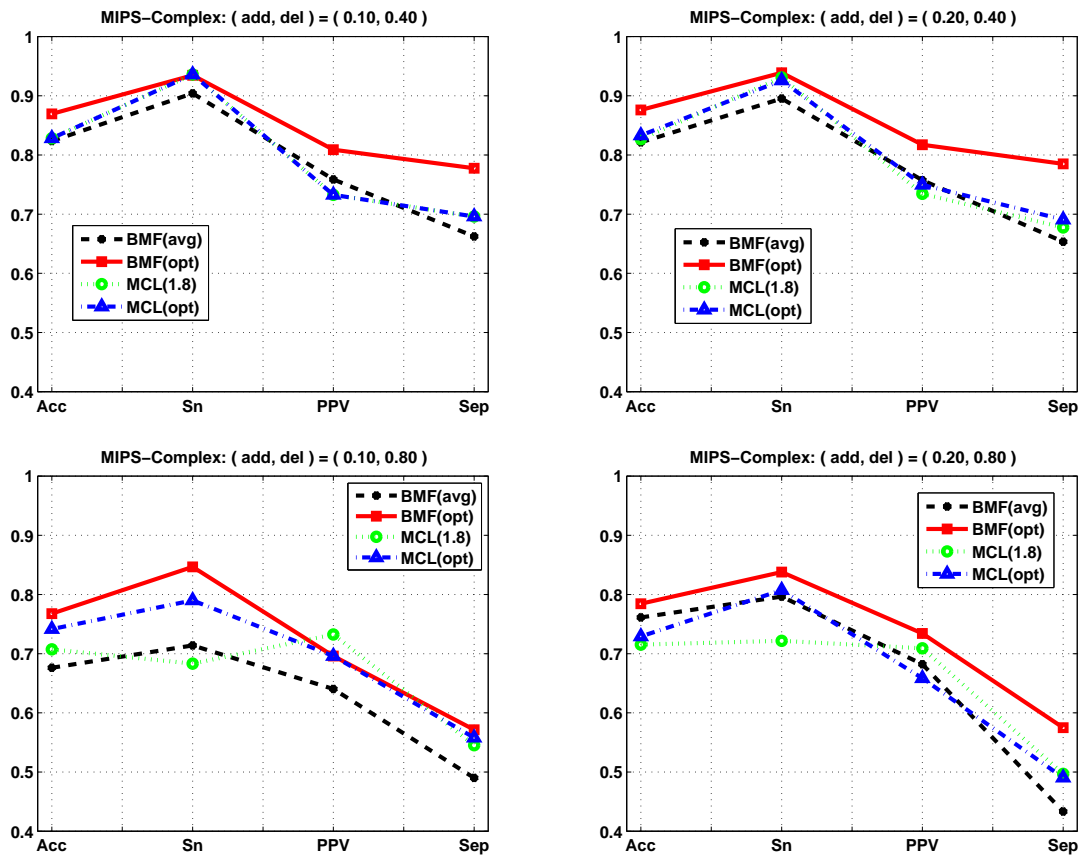 MIPS−Complex: ( add, del ) = ( 0.10, 0.40 )
1
0.9
0.8
0.7
0.6
0.5
0.4
Acc Sn PPV Sep
BMF(avg)
BMF(opt)
MCL(1.8)
MCL(opt)
MIPS−Complex: ( add, del ) = ( 0.20, 0.40 )
1
0.9
0.8
0.7
0.6
0.5
0.4
Acc Sn PPV Sep
BMF(avg)
BMF(opt)
MCL(1.8)
MCL(opt)
MIPS−Complex: ( add, del ) = ( 0.10, 0.80 )
1
0.9
0.8
0.7
0.6
0.5
0.4
Acc Sn PPV Sep
BMF(avg)
BMF(opt)
MCL(1.8)
MCL(opt)
MIPS−Complex: ( add, del ) = ( 0.20, 0.80 )
1
0.9
0.8
0.7
0.6
0.5
0.4
Acc Sn PPV Sep
BMF(avg)
BMF(opt)
MCL(1.8)
MCL(opt)